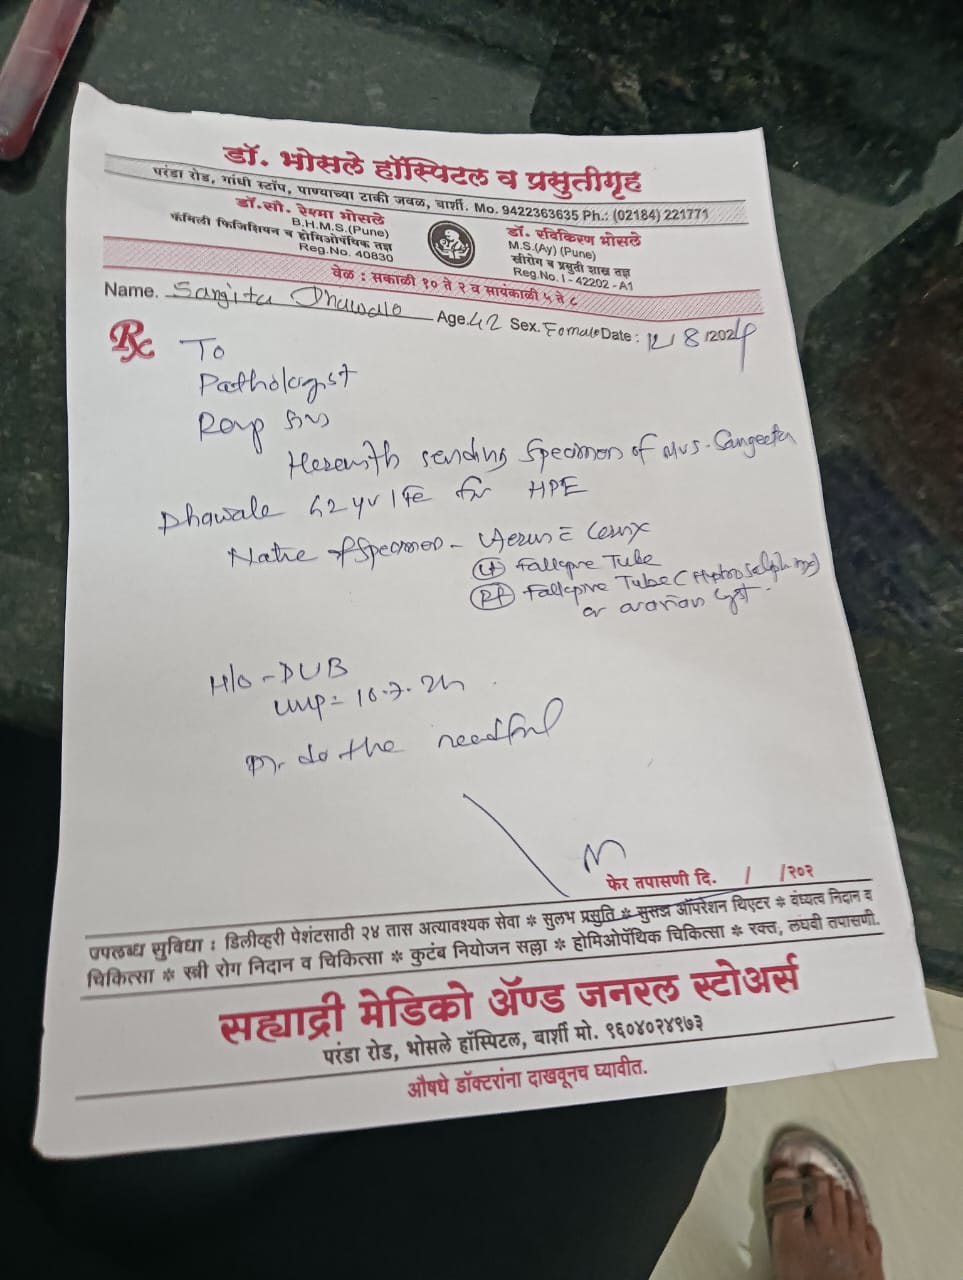 डॉ. भोसले हॉस्पिटल व प्रसुतीगृह
परंडा रोड, गांधी स्टॉप, पाण्याच्या टाकी जवळ, बार्शी. Mo. 9422363635 Ph.: (02184) 221771
डॉ.सौ. ऐश्मा भोसले
B.H.M.S.(Pune)
फॅमिली फिजिशियन व होमिओपॅथिक तज्ञ
Reg.No. 40830
डॉ. रविकिरण भोसले
M.S.(Ay) (Pune)
स्त्रीरोग व प्रसुती शास्त्र तज्ञ
Reg.No. I - 42202 - A1
वेळ : सकाळी १० ते २ व सायंकाळी ५ ते ८
Name. Sangita Dhawale Age. 42 Sex. Female Date : 12/8/2024
Rx To
Pathologist
Herewith sending Specimen of Mrs. Sangeeta
Dhawale 42 yr / Fe for HPE
Nature of Specimen - Uterus c Cervix
Lt Fallopine Tube
Rt Fallopine Tube (Hydrosalphinx)
or ovarian cyst.
H/o - DUB
LMP = 10.7.24
Pl. do the needful
फेर तपासणी दि. / /२०२
उपलब्ध सुविधा : डिलीव्हरी पेशंटसाठी २४ तास अत्यावश्यक सेवा * सुलभ प्रसुति * सुसज्ज ऑपरेशन थिएटर * वंध्यत्व निदान व
चिकित्सा * स्त्री रोग निदान व चिकित्सा * कुटंब नियोजन सल्ला * होमिओपॅथिक चिकित्सा * रक्त, लघवी तपासणी.
सह्याद्री मेडिको ॲण्ड जनरल स्टोअर्स
परंडा रोड, भोसले हॉस्पिटल, बार्शी मो. ९६०४०२४९७३
औषधे डॉक्टरांना दाखवूनच घ्यावीत.